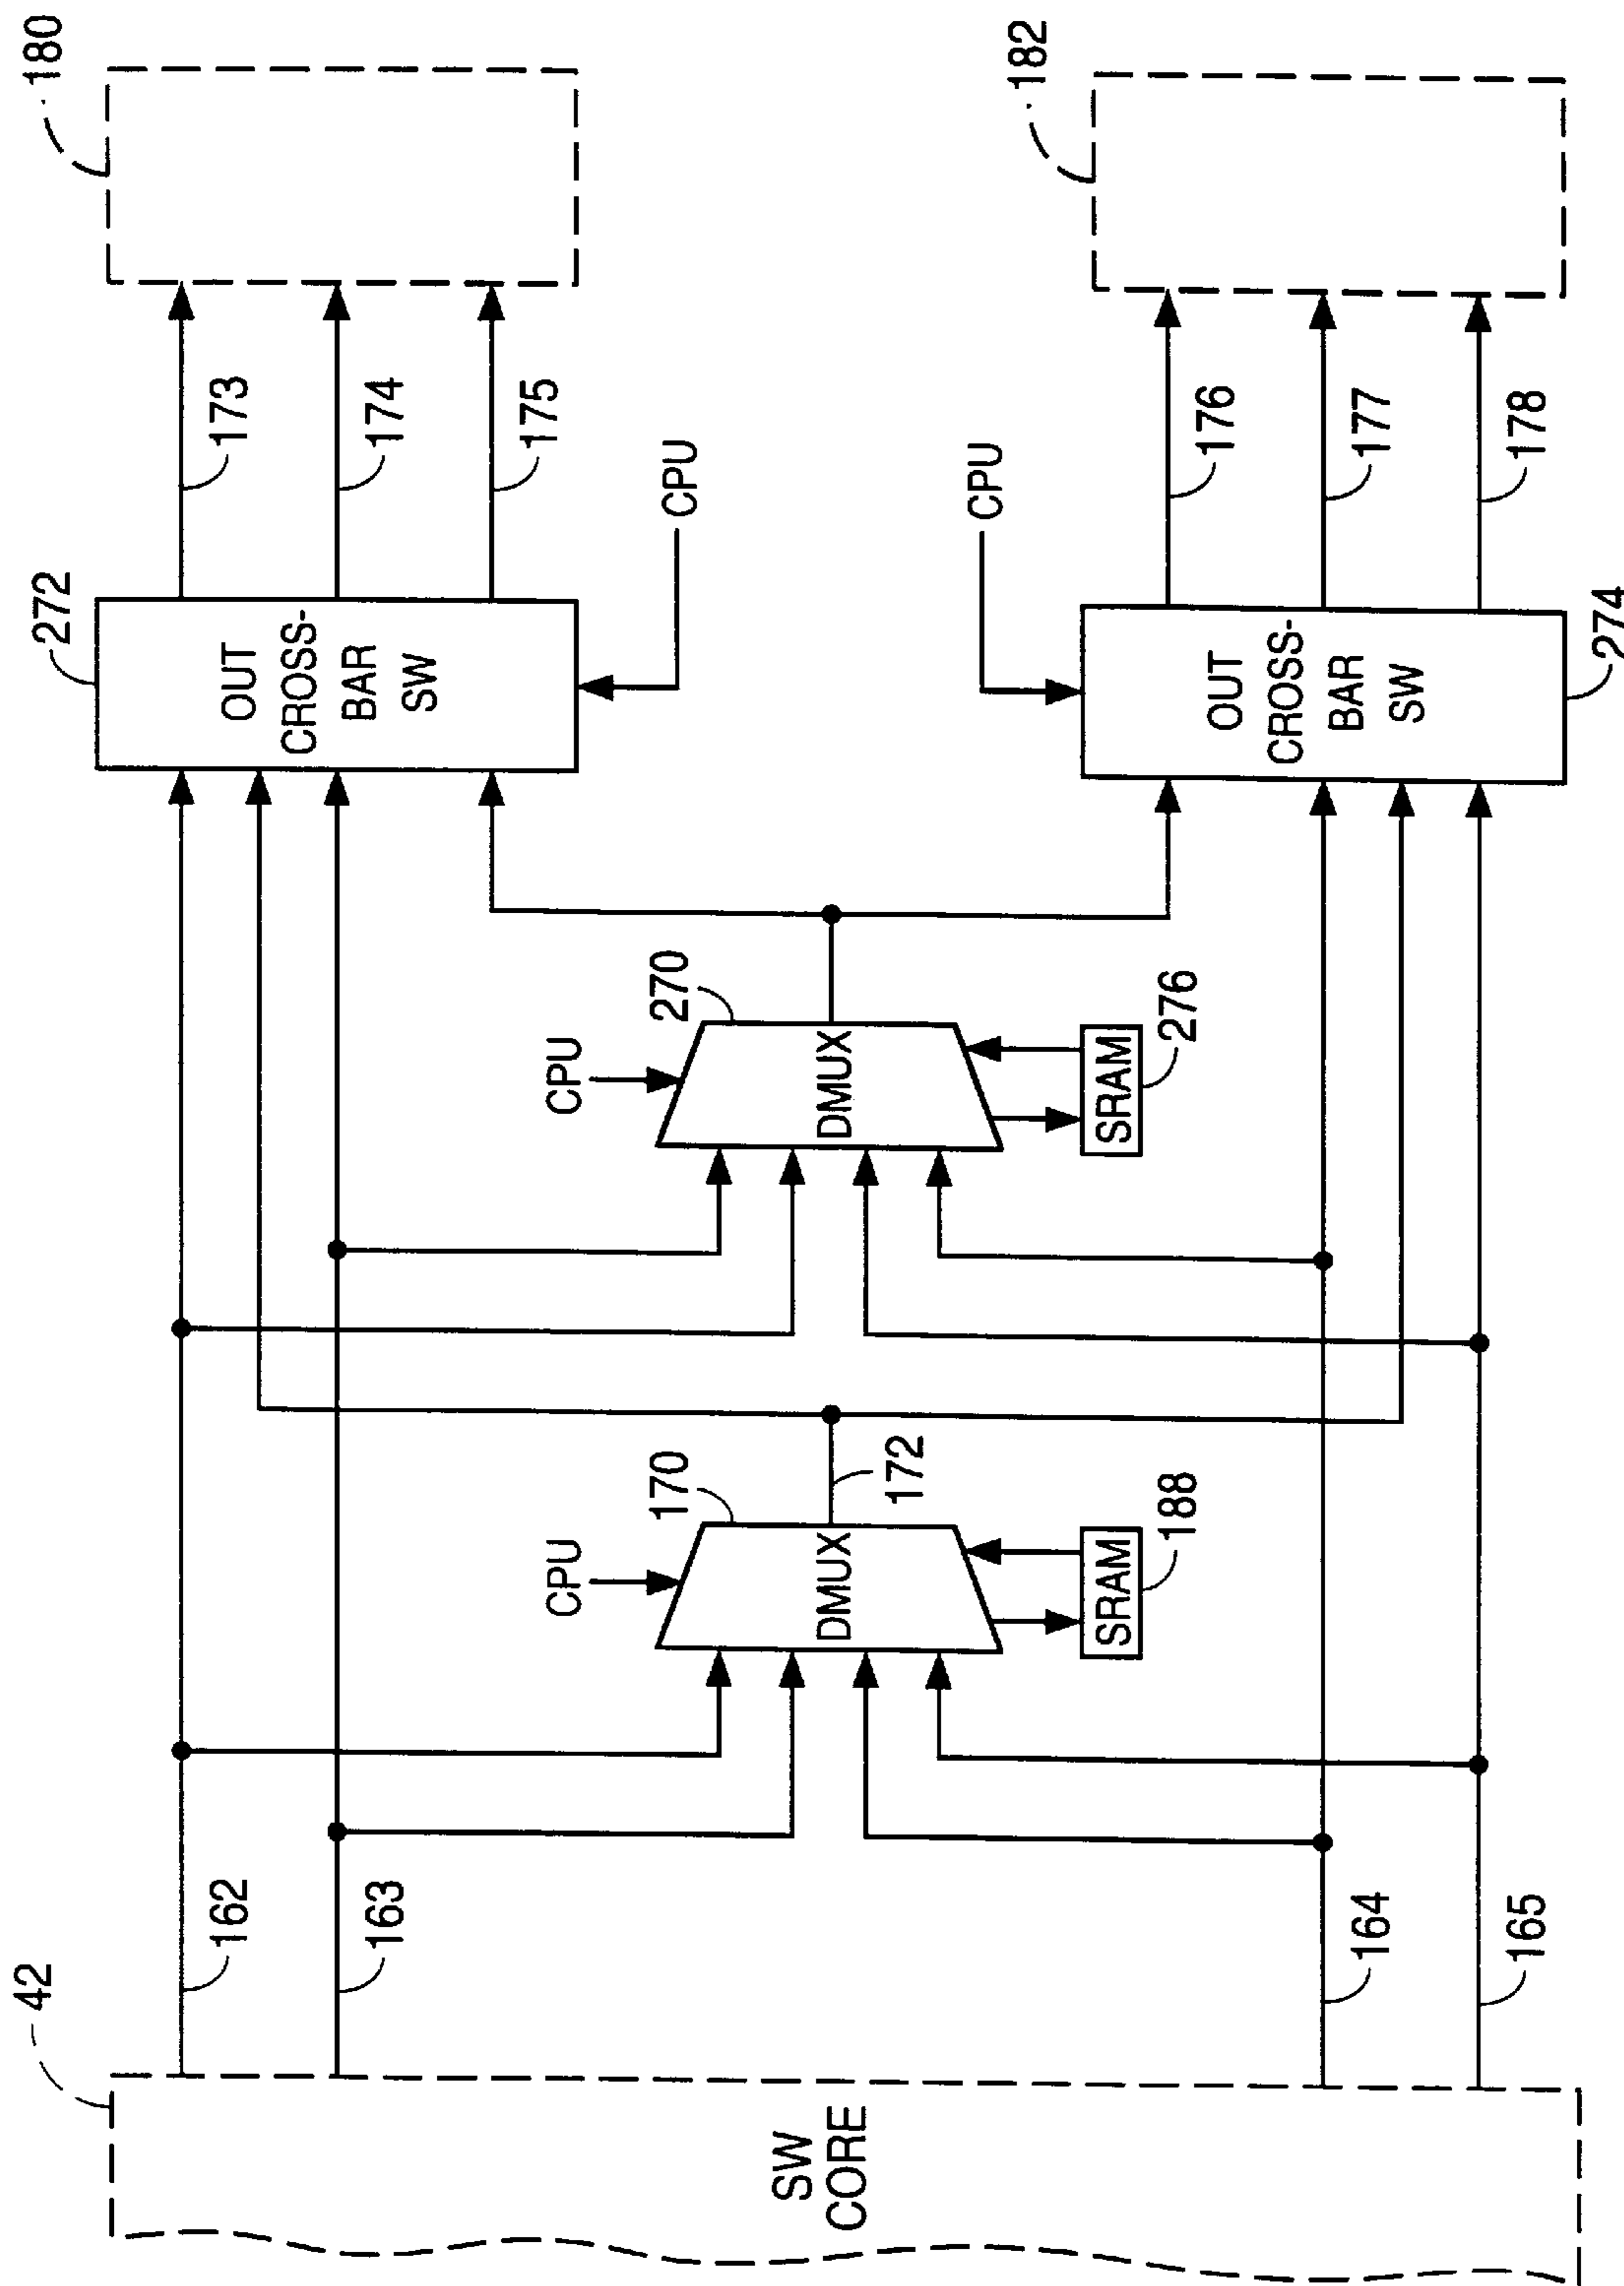 42
SW
CORE
162
163
164
165
CPU
170
DMUX
172
SRAM
188
CPU
270
DMUX
SRAM
276
272
OUT
CROSS-
BAR
SW
CPU
CPU
OUT
CROSS-
BAR
SW
274
173
174
175
176
177
178
180
182